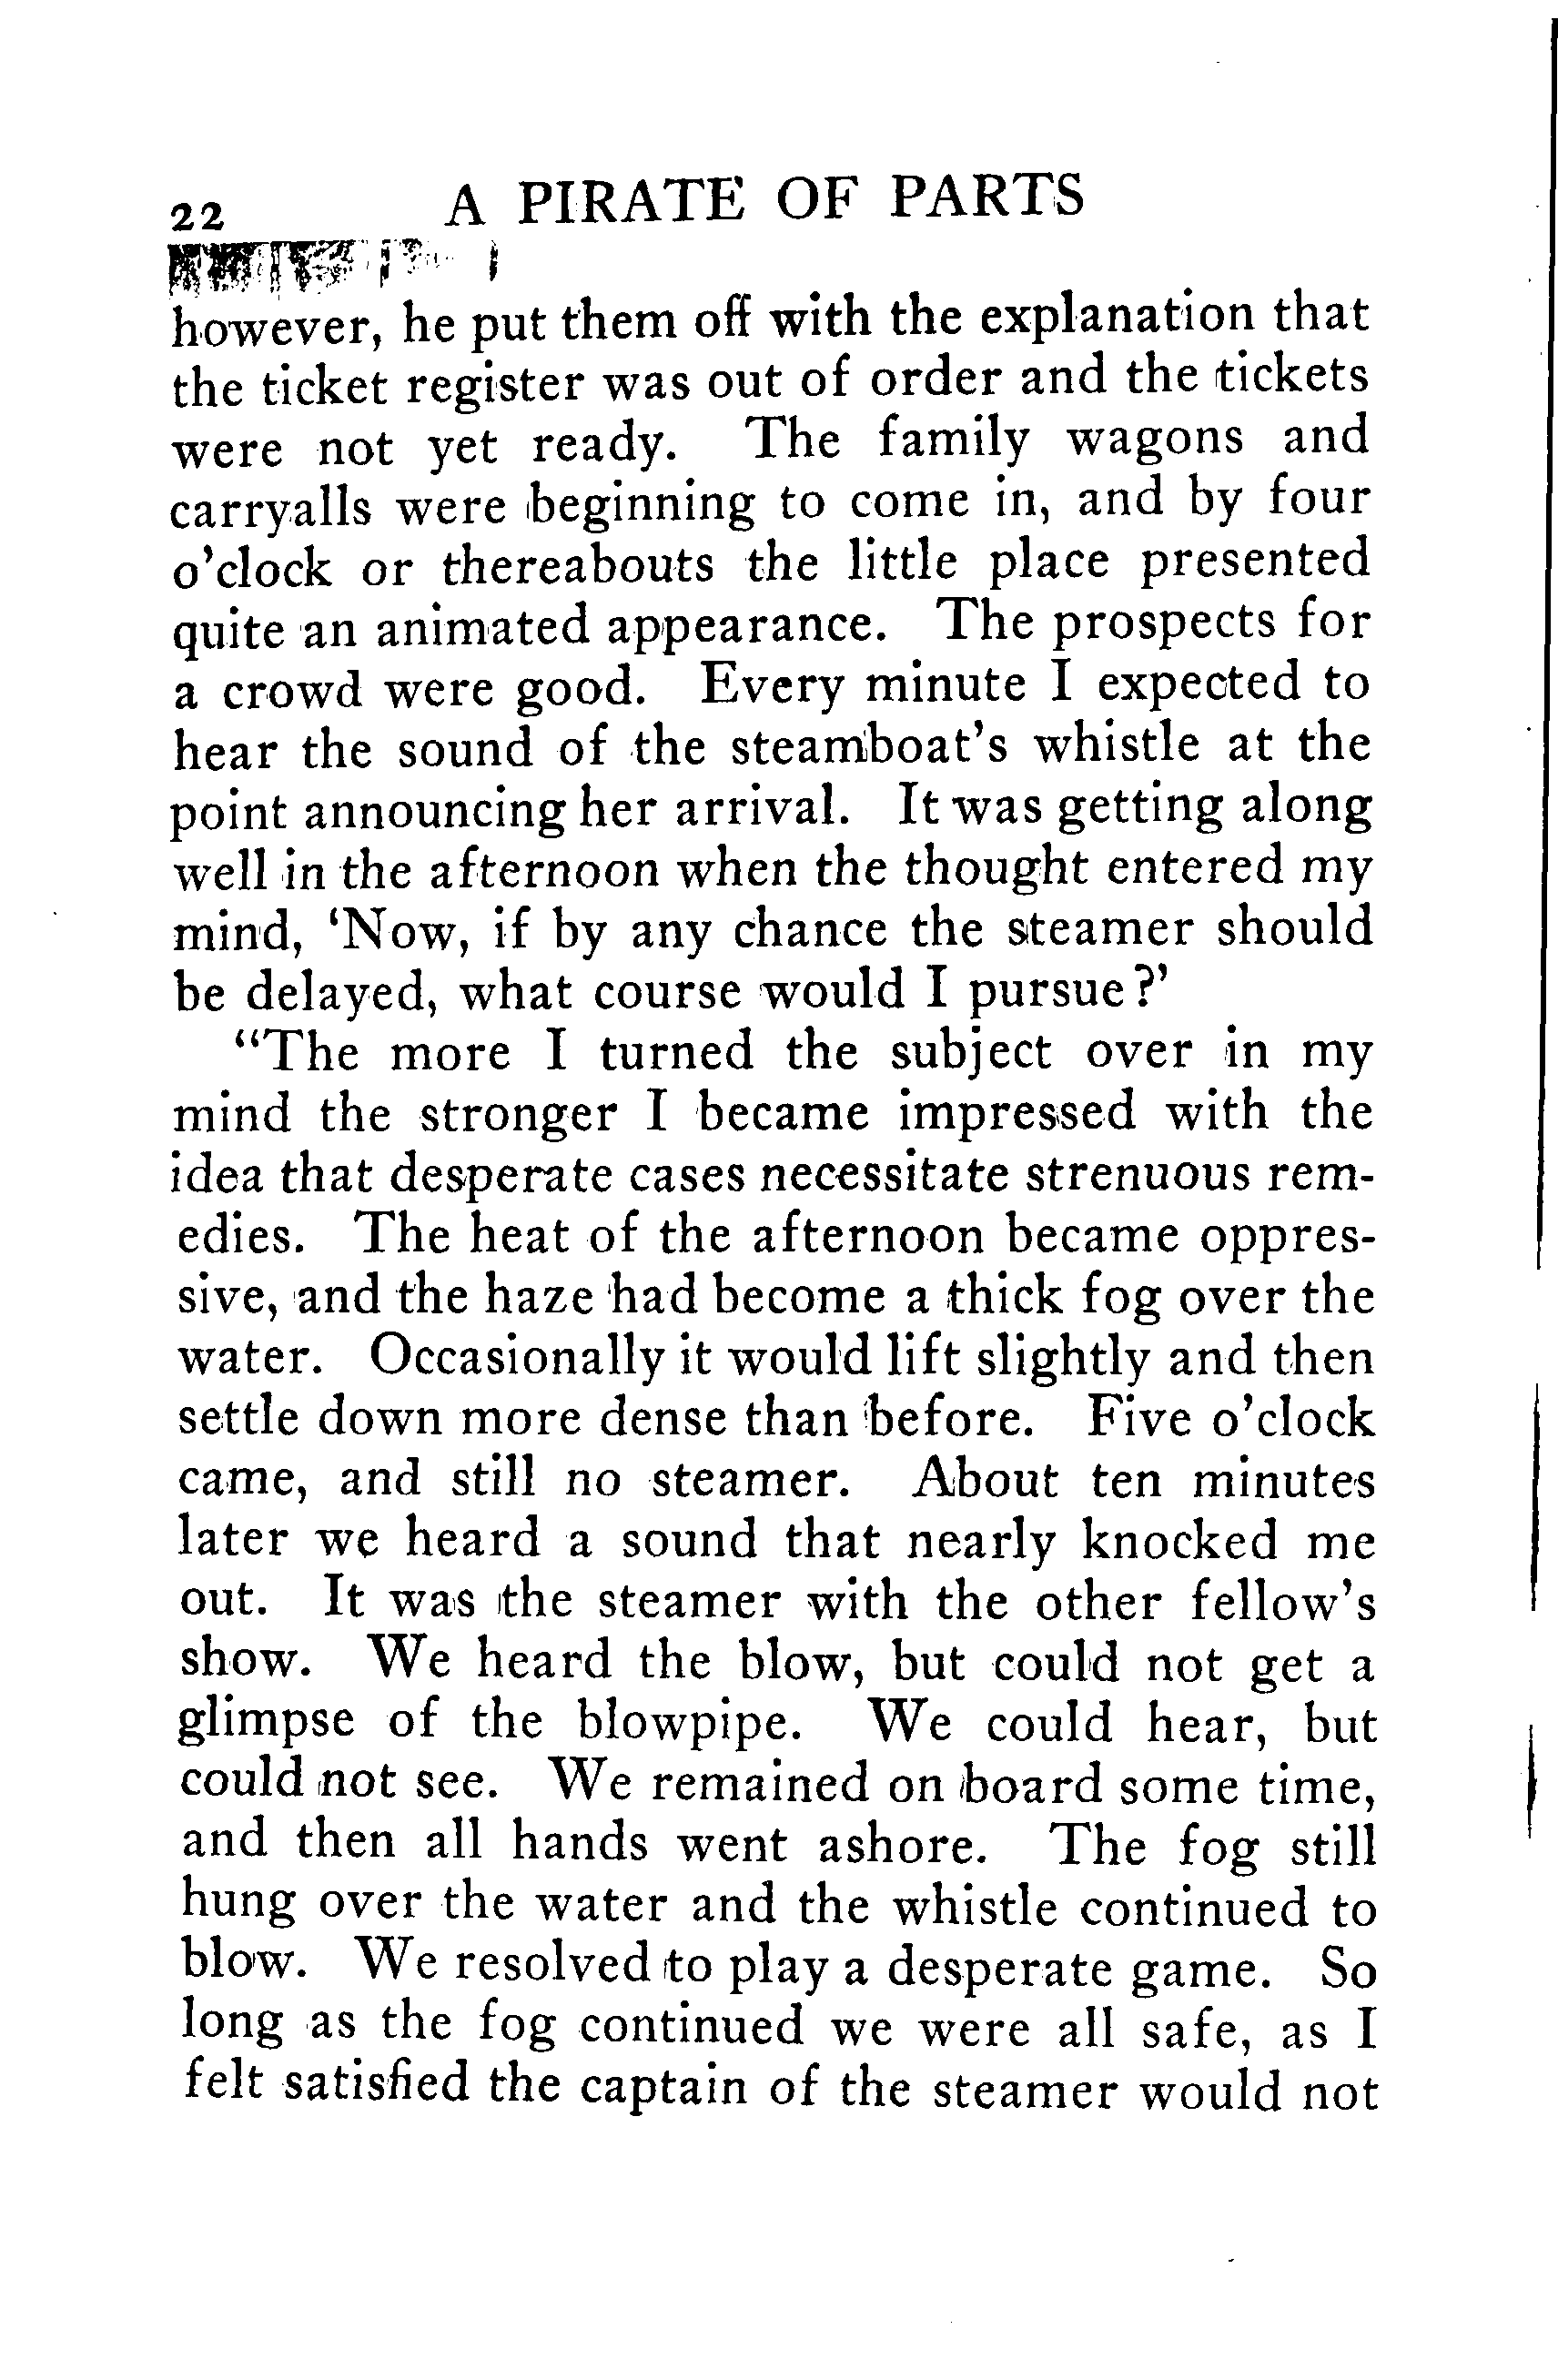 22 A PIRATE OF PARTS
however, he put them off with the explanation that
the ticket register was out of order and the tickets
were not yet ready. The family wagons and
carryalls were beginning to come in, and by four
o'clock or thereabouts the little place presented
quite an animated appearance. The prospects for
a crowd were good. Every minute I expected to
hear the sound of the steamboat's whistle at the
point announcing her arrival. It was getting along
well in the afternoon when the thought entered my
mind, 'Now, if by any chance the steamer should
be delayed, what course would I pursue?'
"The more I turned the subject over in my
mind the stronger I became impressed with the
idea that desperate cases necessitate strenuous rem-
edies. The heat of the afternoon became oppres-
sive, and the haze had become a thick fog over the
water. Occasionally it would lift slightly and then
settle down more dense than before. Five o'clock
came, and still no steamer. About ten minutes
later we heard a sound that nearly knocked me
out. It was the steamer with the other fellow's
show. We heard the blow, but could not get a
glimpse of the blowpipe. We could hear, but
could not see. We remained on board some time,
and then all hands went ashore. The fog still
hung over the water and the whistle continued to
blow. We resolved to play a desperate game. So
long as the fog continued we were all safe, as I
felt satisfied the captain of the steamer would not